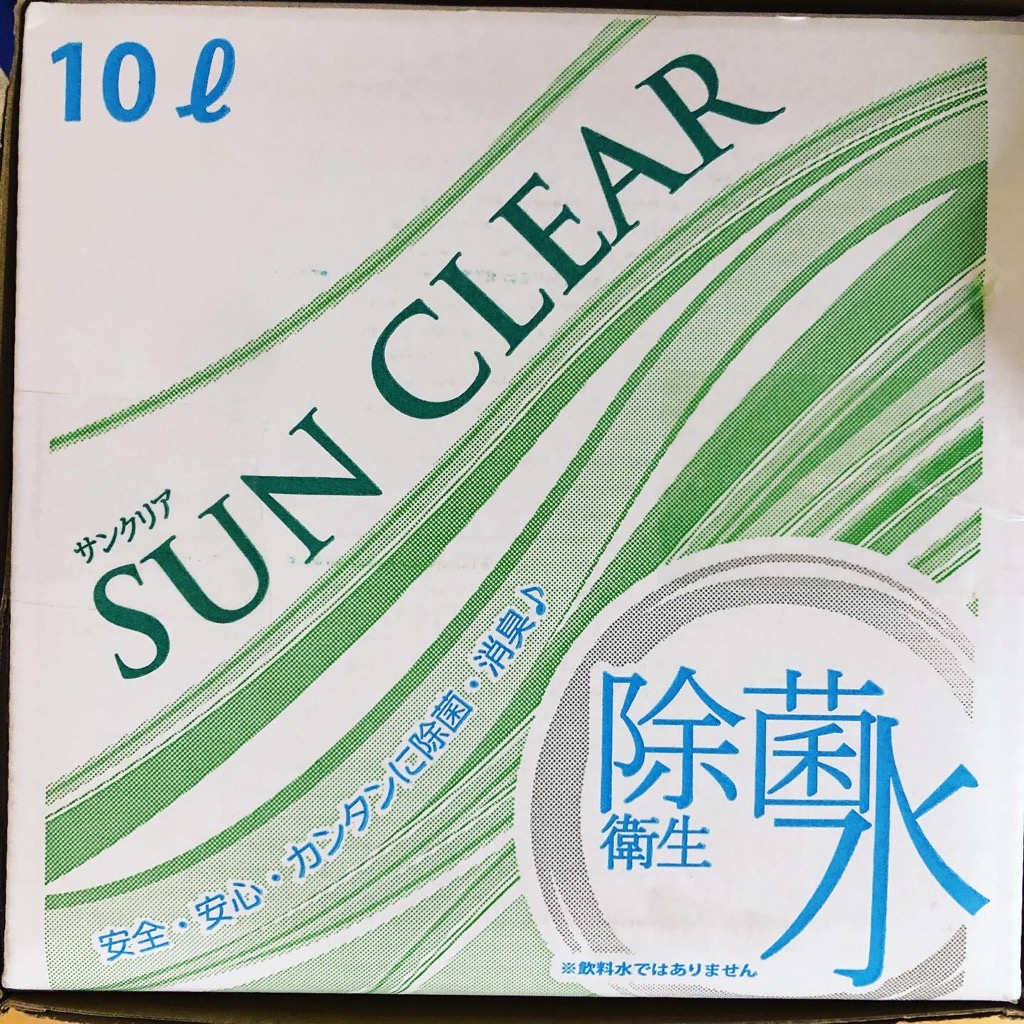 10ℓ
サンクリア
SUN CLEAR
安全・安心・カンタンに除菌・消臭♪
除菌水
衛生
※飲料水ではありません